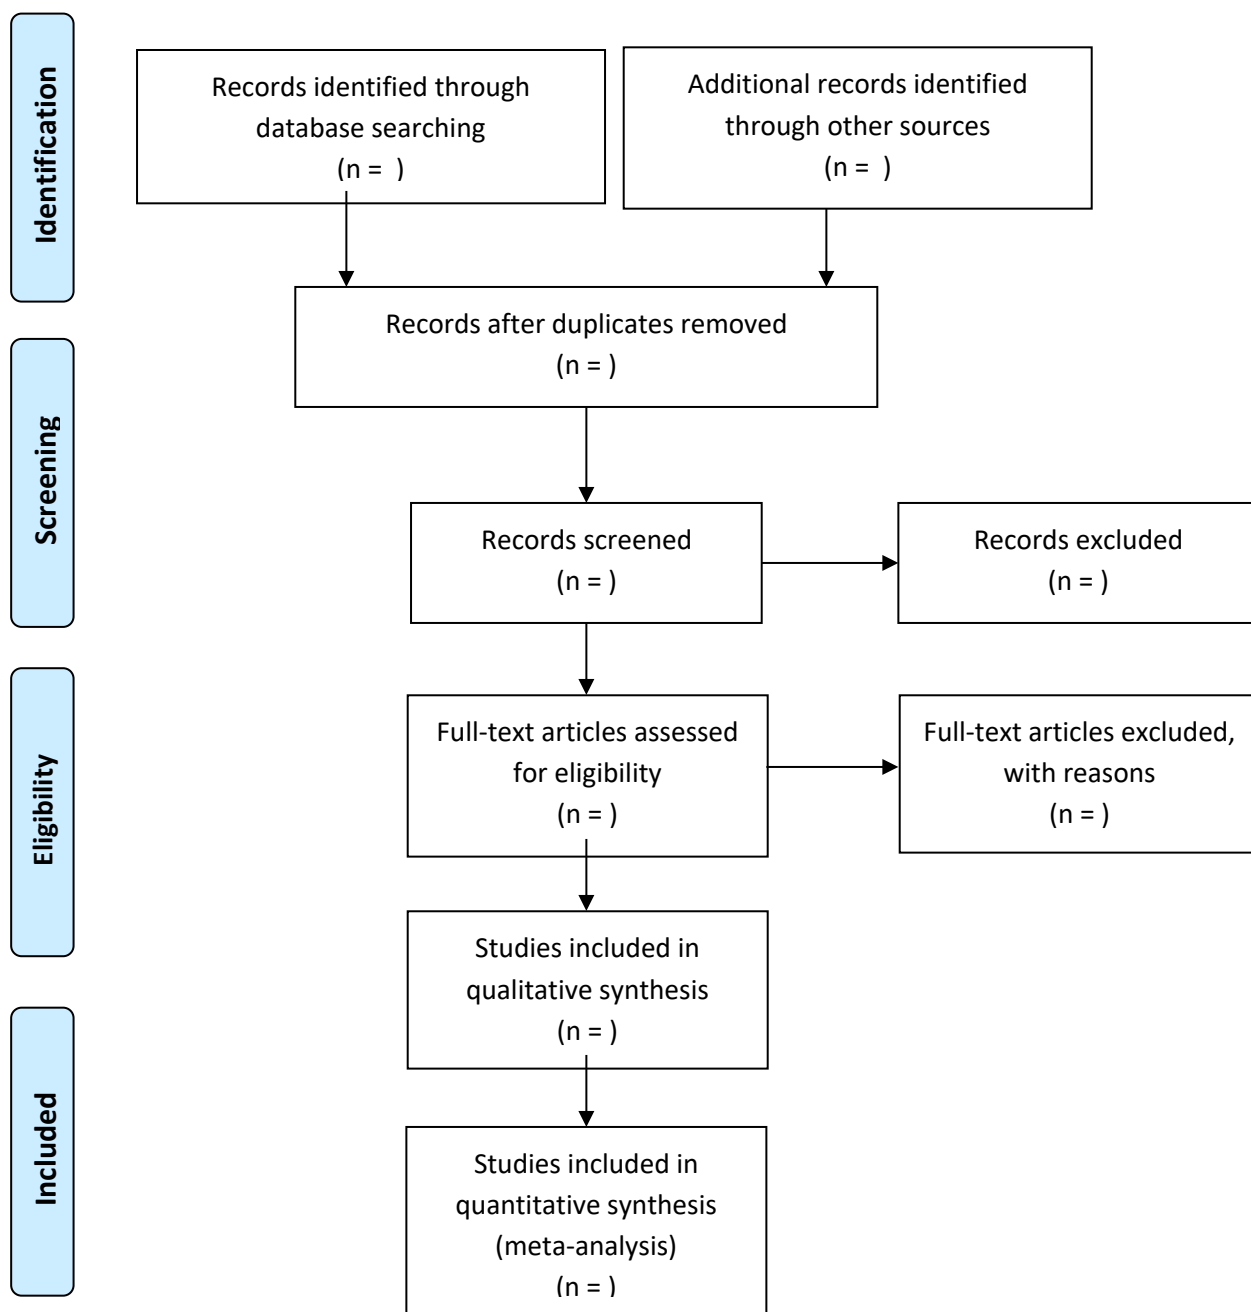 Identification
Records identified through
database searching
(n =  )
Additional records identified
through other sources
(n =  )
Records after duplicates removed
(n = )
Screening
Records screened
(n = )
Records excluded
(n = )
Eligibility
Full-text articles assessed
for eligibility
(n = )
Full-text articles excluded,
with reasons
(n = )
Studies included in
qualitative synthesis
(n = )
Included
Studies included in
quantitative synthesis
(meta-analysis)
(n = )